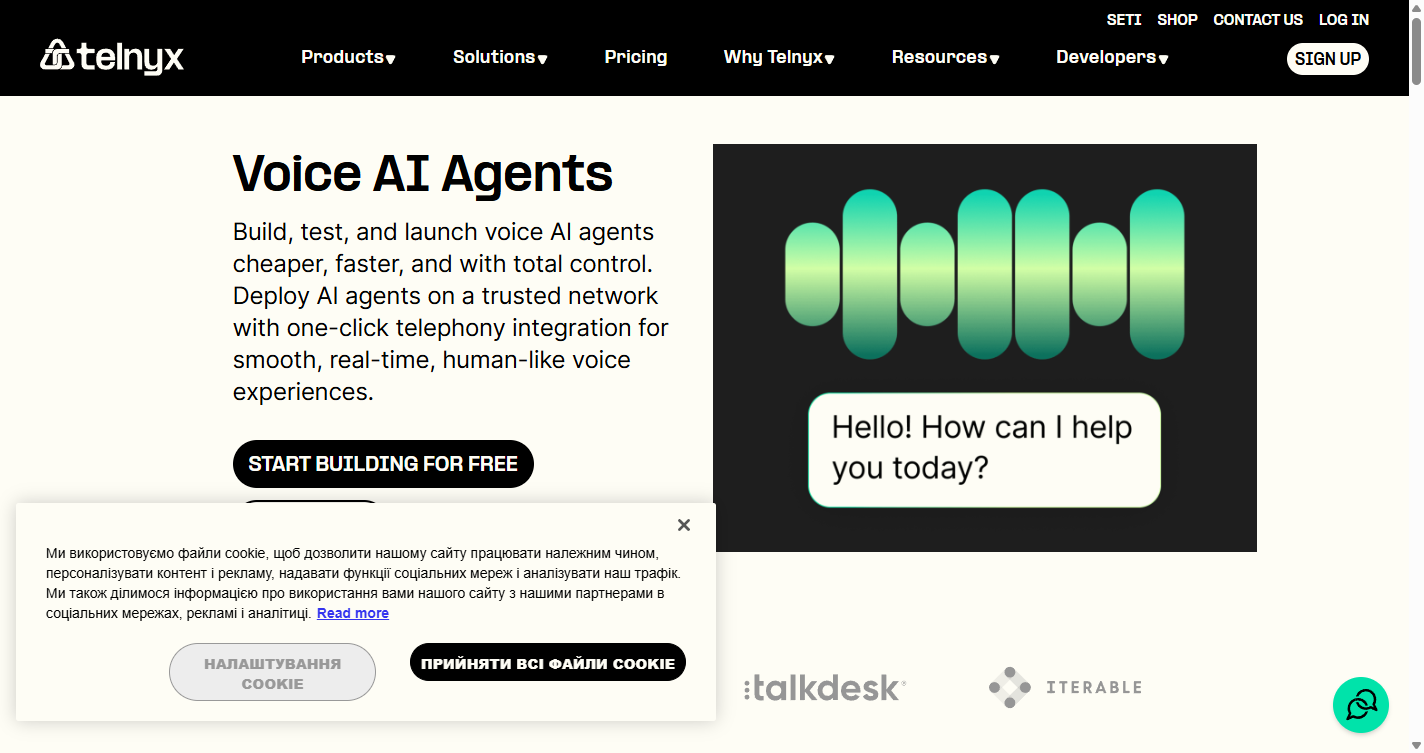 SETI SHOP CONTACT US LOG IN
telnyx Products Solutions Pricing Why Telnyx Resources Developers SIGN UP
Voice AI Agents
Build, test, and launch voice AI agents
cheaper, faster, and with total control.
Deploy AI agents on a trusted network
with one-click telephony integration for
smooth, real-time, human-like voice
experiences.
START BUILDING FOR FREE
Hello! How can I help
you today?
Ми використовуємо файли cookie, щоб дозволити нашому сайту працювати належним чином,
персоналізувати контент і рекламу, надавати функції соціальних мереж і аналізувати наш трафік.
Ми також ділимося інформацією про використання вами нашого сайту з нашими партнерами в
соціальних мережах, рекламі і аналітиці. Read more
НАЛАШТУВАННЯ
COOKIE
ПРИЙНЯТИ ВСІ ФАЙЛИ COOKIE
talkdesk
ITERABLE